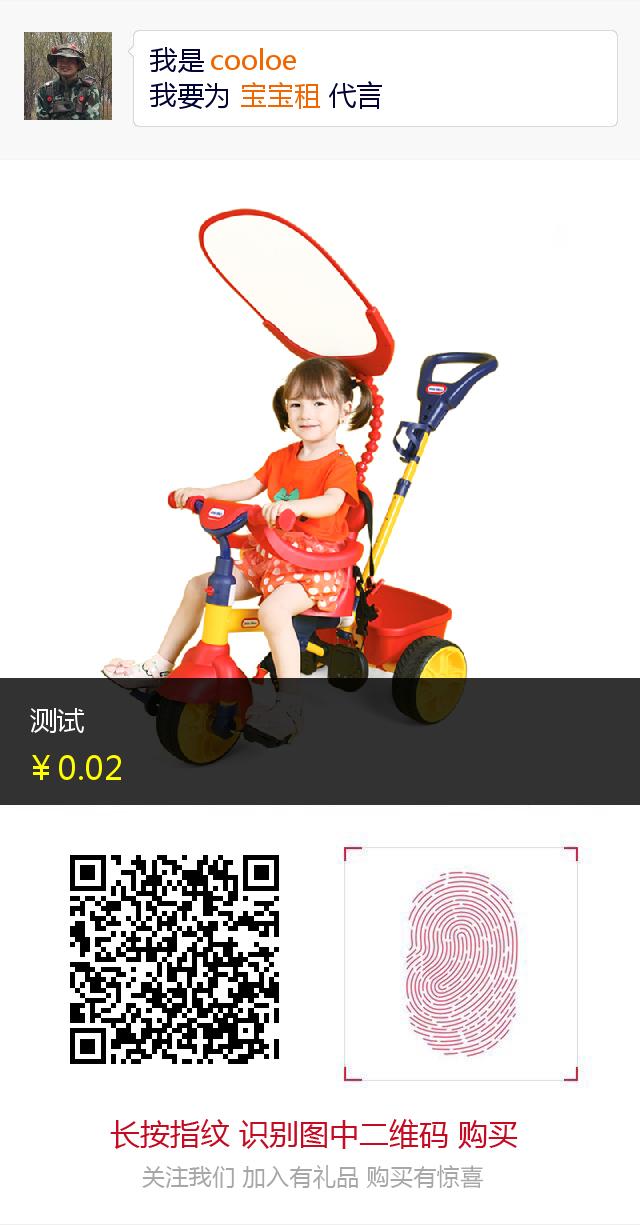 我是 cooloe
我要为 宝宝租 代言
测试
￥0.02
长按指纹 识别图中二维码 购买
关注我们 加入有礼品 购买有惊喜